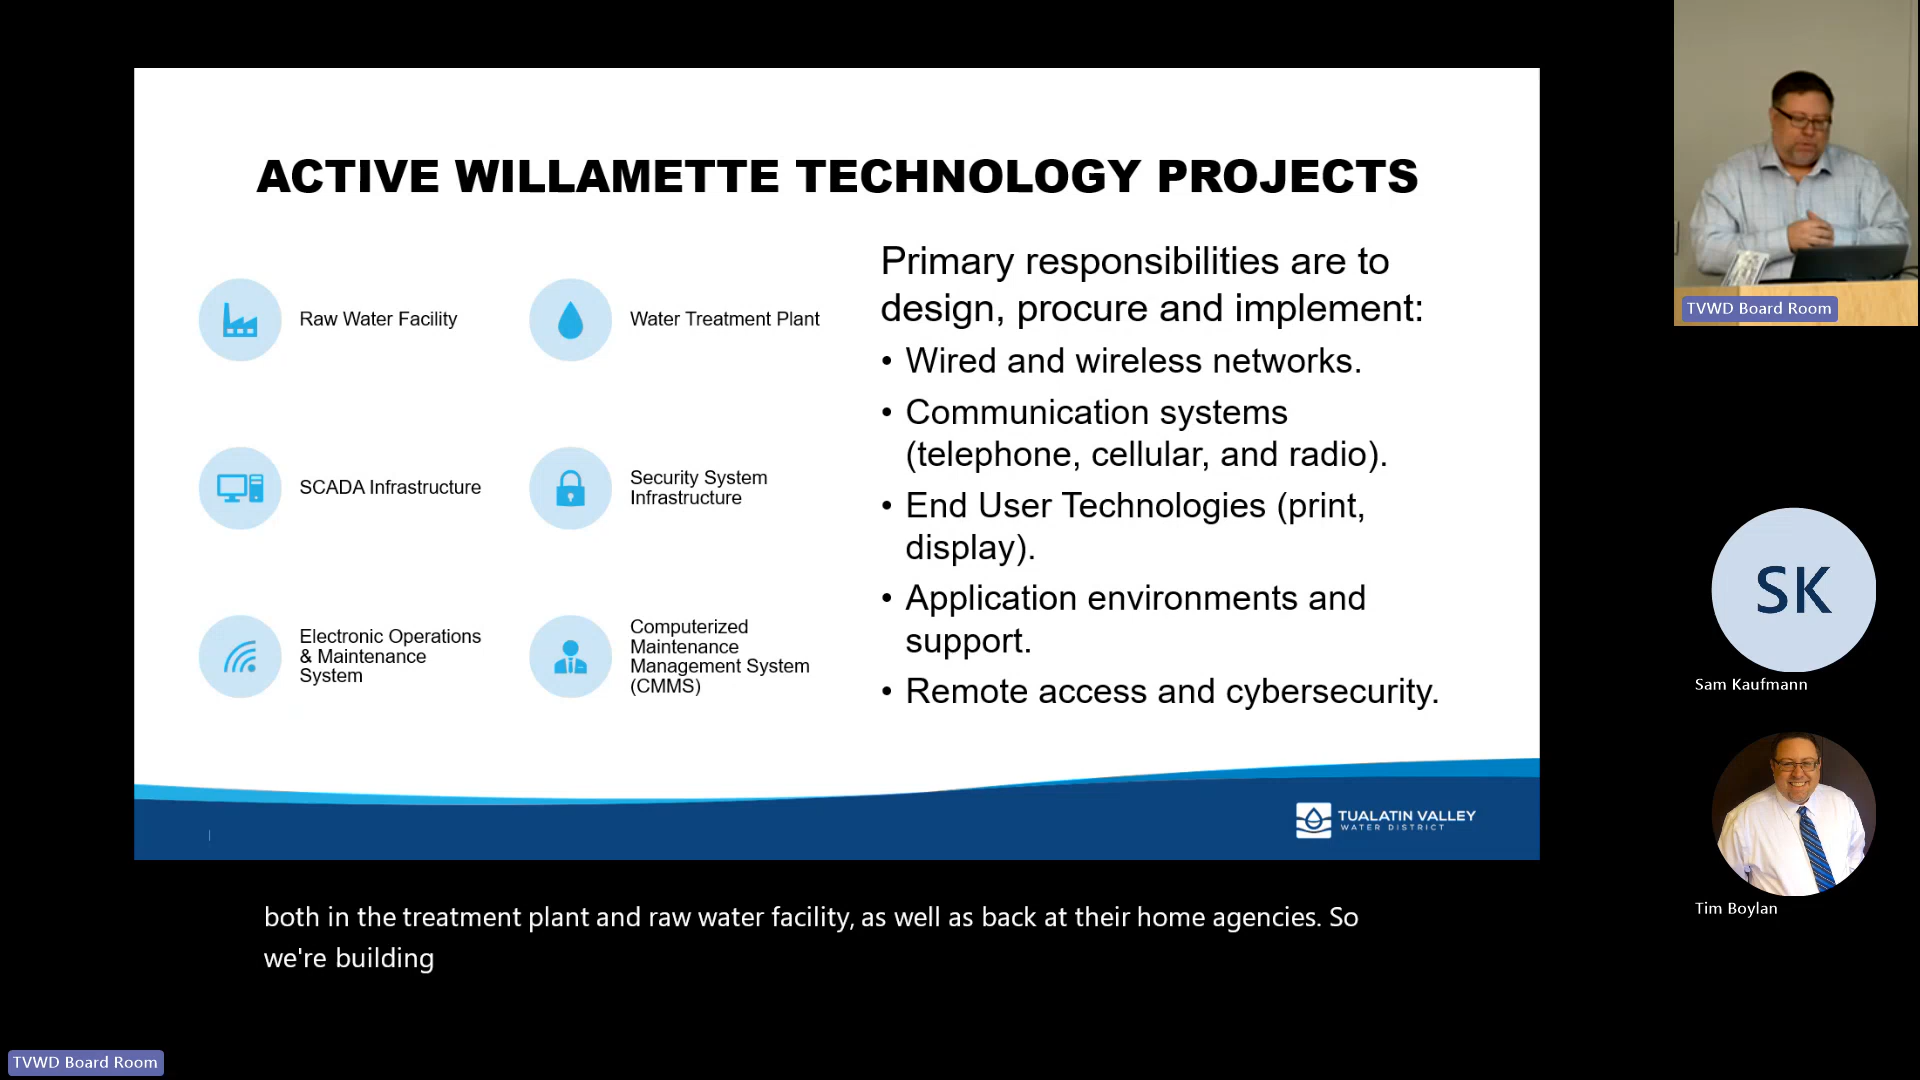 ACTIVE WILLAMETTE TECHNOLOGY PROJECTS
Raw Water Facility
Water Treatment Plant
SCADA Infrastructure
Security System
Infrastructure
Electronic Operations
& Maintenance
System
Computerized
Maintenance
Management System
(CMMS)
Primary responsibilities are to
design, procure and implement:
• Wired and wireless networks.
• Communication systems
(telephone, cellular, and radio).
• End User Technologies (print,
display).
• Application environments and
support.
• Remote access and cybersecurity.
TUALATIN VALLEY
WATER DISTRICT
TVWD Board Room
SK
Sam Kaufmann
Tim Boylan
both in the treatment plant and raw water facility, as well as back at their home agencies. So
we're building
TVWD Board Room